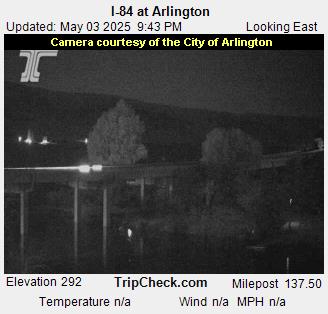 I-84 at Arlington
Updated: May 03 2025 9:43 PM Looking East
Camera courtesy of the City of Arlington
Elevation 292 TripCheck.com Milepost 137.50
Temperature n/a Wind n/a MPH n/a